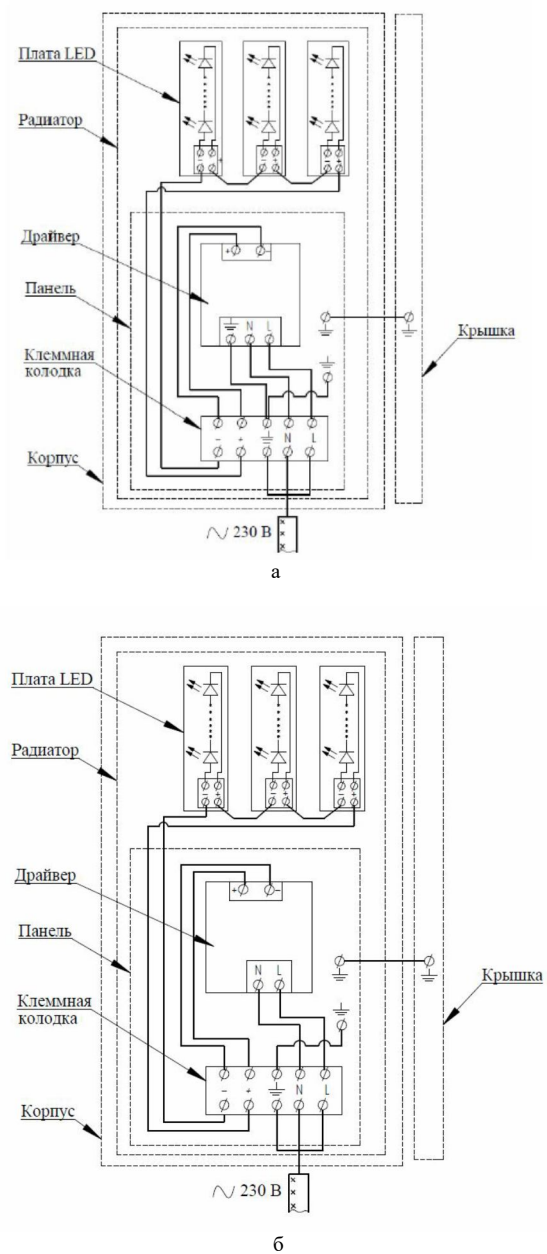 Плата LED
Радиатор
– +
– +
– +
Драйвер
+ –
Панель
N L
Крышка
Клеммная
колодка
– + N L
Корпус
230 В
а
Плата LED
Радиатор
– +
– +
– +
Драйвер
+ –
Панель
N L
Крышка
Клеммная
колодка
– + N L
Корпус
230 В
б